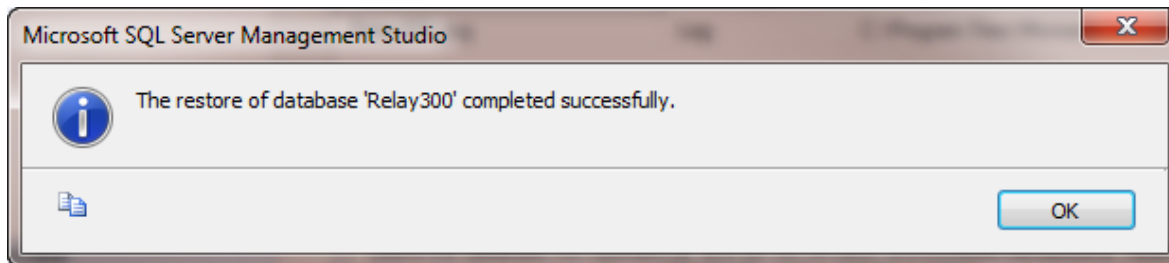 Microsoft SQL Server Management Studio
The restore of database 'Relay300' completed successfully.
OK